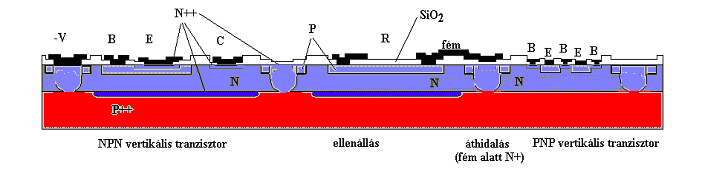 N++ SiO2
-V B E C P R fém B E B E B
N N N
P++
NPN vertikális tranzisztor ellenállás áthidalás PNP vertikális tranzisztor
(fém alatt N+)